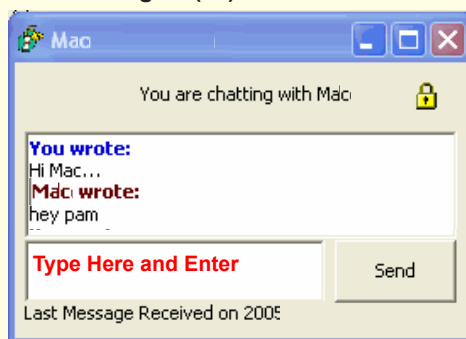 Mac
You are chatting with Mac
You wrote:
Hi Mac...
Mac wrote:
hey pam
Type Here and Enter
Send
Last Message Received on 2005